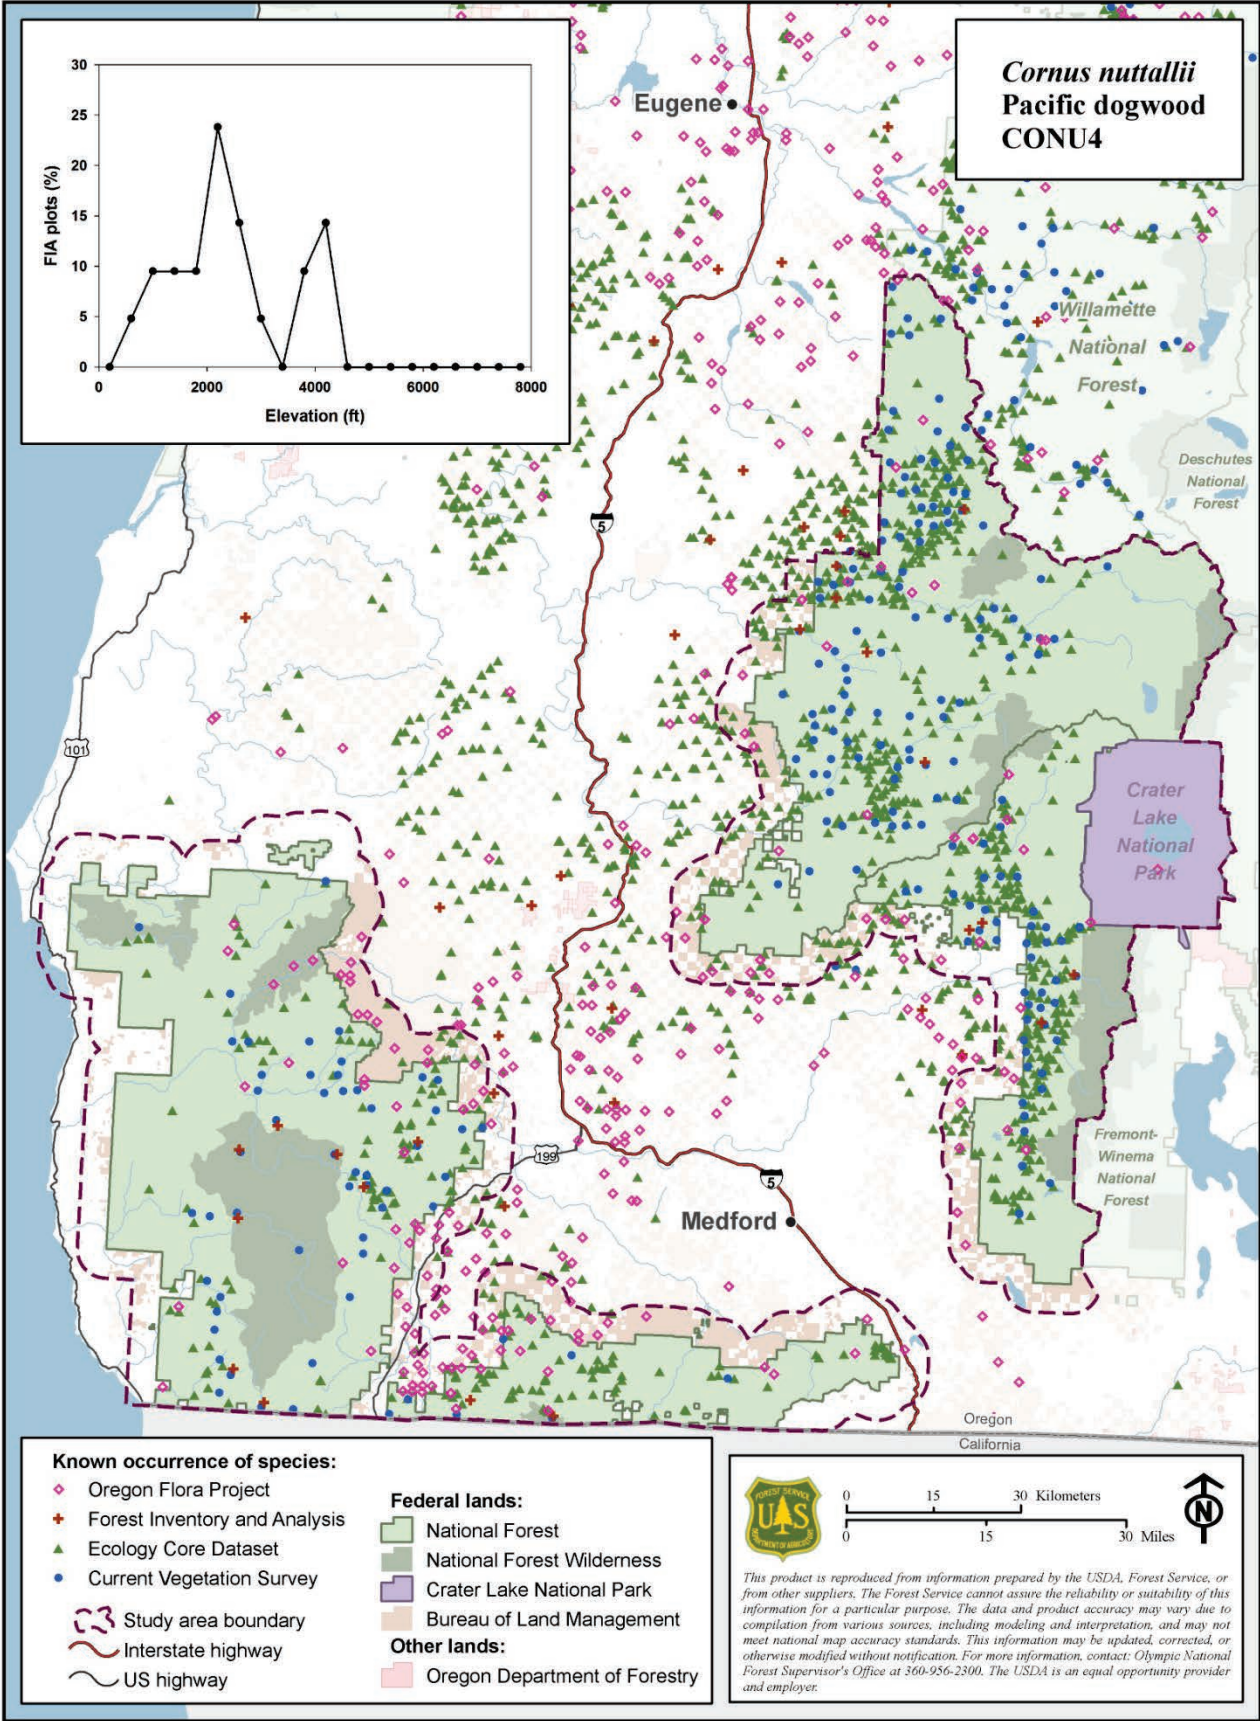 Cornus nuttallii
Pacific dogwood
CONU4
30
25
20
15
10
5
0
FIA plots (%)
0 2000 4000 6000 8000
Elevation (ft)
Eugene
Willamette
National
Forest
Deschutes
National
Forest
5
101
Crater
Lake
National
Park
199
5
Medford
Fremont-
Winema
National
Forest
Oregon
California
Known occurrence of species:
Oregon Flora Project
Forest Inventory and Analysis
Ecology Core Dataset
Current Vegetation Survey
Study area boundary
Interstate highway
US highway
Federal lands:
National Forest
National Forest Wilderness
Crater Lake National Park
Bureau of Land Management
Other lands:
Oregon Department of Forestry
FOREST SERVICE
U S
DEPARTMENT OF AGRICULTURE
0 15 30 Kilometers
0 15 30 Miles
N
This product is reproduced from information prepared by the USDA, Forest Service, or
from other suppliers. The Forest Service cannot assure the reliability or suitability of this
information for a particular purpose. The data and product accuracy may vary due to
compilation from various sources, including modeling and interpretation, and may not
meet national map accuracy standards. This information may be updated, corrected, or
otherwise modified without notification. For more information, contact: Olympic National
Forest Supervisor's Office at 360-956-2300. The USDA is an equal opportunity provider
and employer.